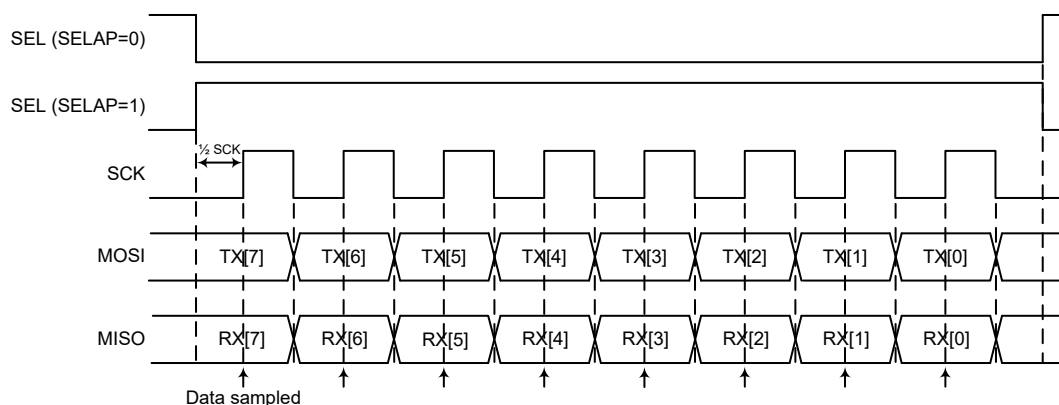 SEL (SELAP=0)
SEL (SELAP=1)
½ SCK
SCK
MOSI TX[7] TX[6] TX[5] TX[4] TX[3] TX[2] TX[1] TX[0]
MISO RX[7] RX[6] RX[5] RX[4] RX[3] RX[2] RX[1] RX[0]
Data sampled